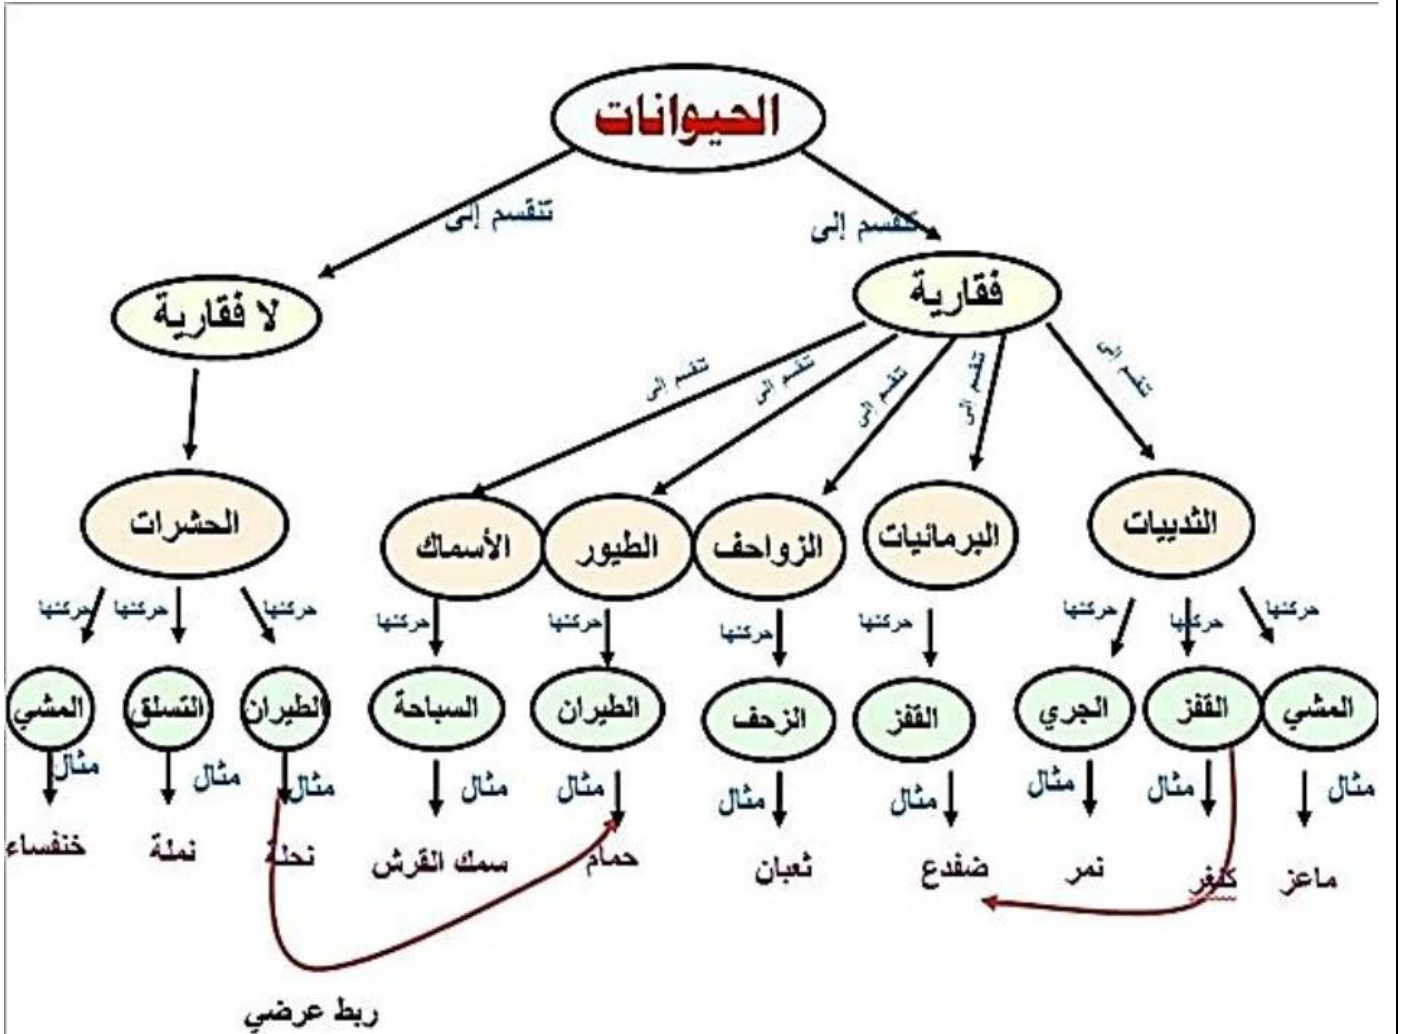 الحيوانات
تنقسم إلى
تنقسم إلى
فقارية
لا فقارية
تنقسم إلى
تنقسم إلى
تنقسم إلى
تنقسم إلى
تنقسم إلى
الثدييات
البرمائيات
الزواحف
الطيور
الأسماك
الحشرات
حركتها
حركتها
حركتها
حركتها
حركتها
حركتها
حركتها
حركتها
حركتها
حركتها
المشي
القفز
الجري
القفز
الزحف
الطيران
السباحة
الطيران
التسلق
المشي
مثال
مثال
مثال
مثال
مثال
مثال
مثال
مثال
مثال
مثال
ماعز
كنغر
نمر
ضفدع
ثعبان
حمام
سمك القرش
نحلة
نملة
خنفساء
ربط عرضي